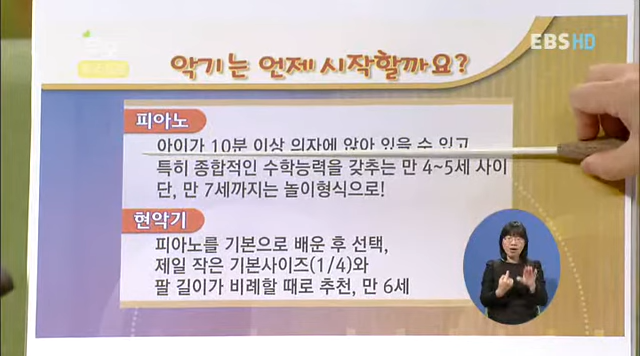 EBS HD
악기는 언제 시작할까요?
피아노
아이가 10분 이상 의자에 앉아 있을 수 있고
특히 종합적인 수학능력을 갖추는 만 4~5세 사이
단, 만 7세까지는 놀이형식으로!
현악기
피아노를 기본으로 배운 후 선택,
제일 작은 기본사이즈(1/4)와
팔 길이가 비례할 때로 추천, 만 6세